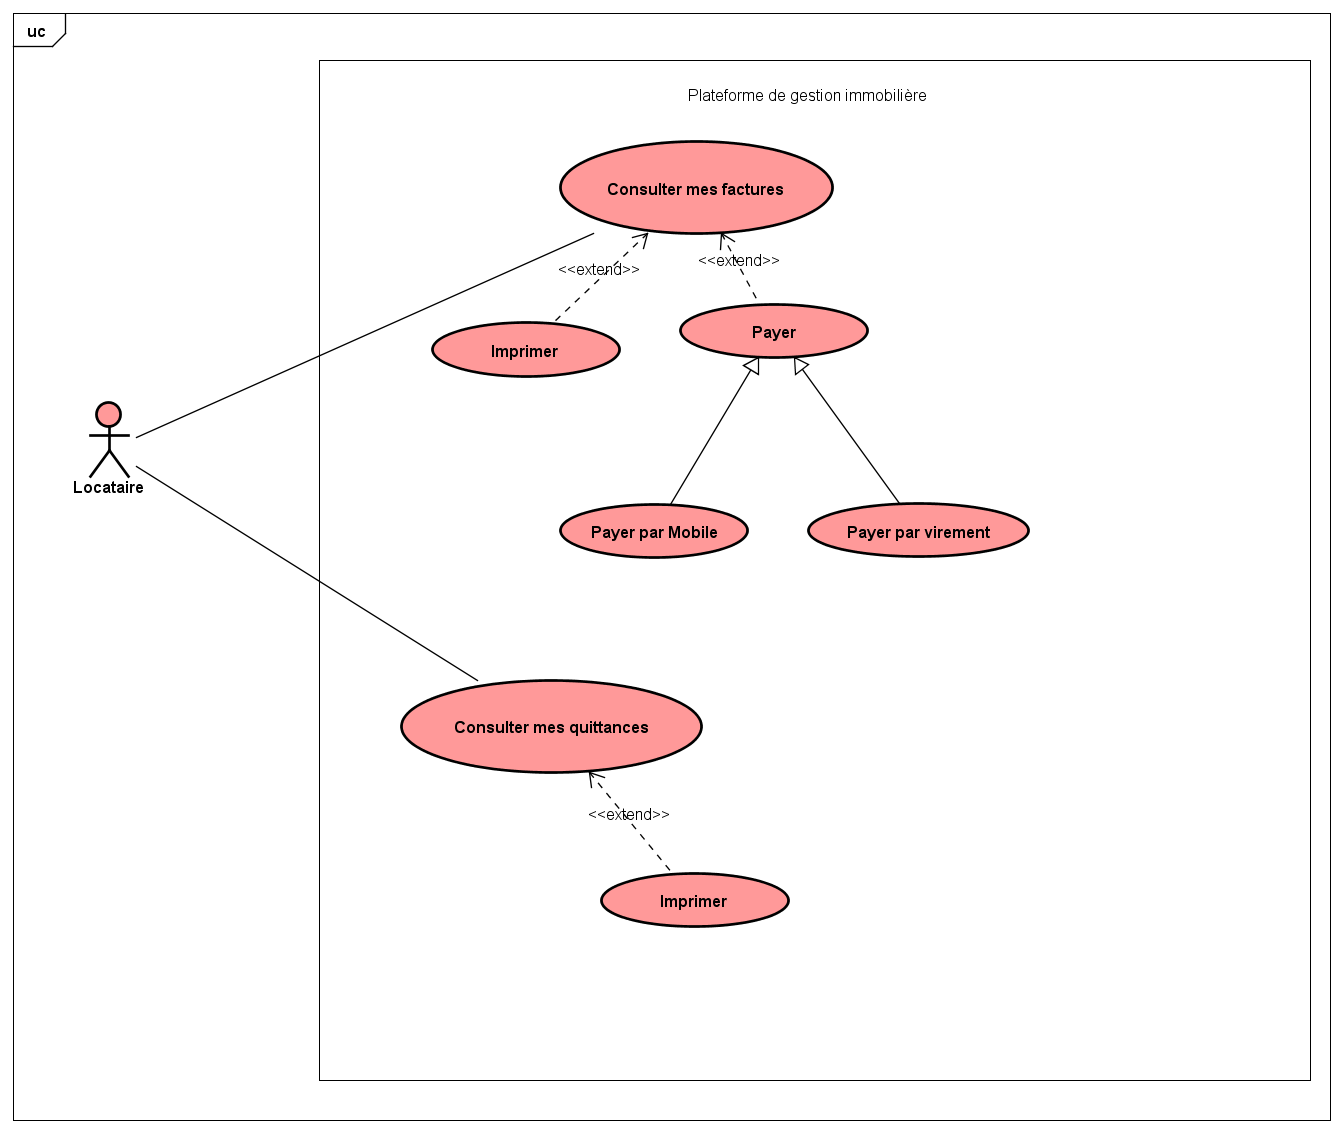 uc
Plateforme de gestion immobilière
Consulter mes factures
<<extend>>
<<extend>>
Imprimer
Payer
Locataire
Payer par Mobile
Payer par virement
Consulter mes quittances
<<extend>>
Imprimer